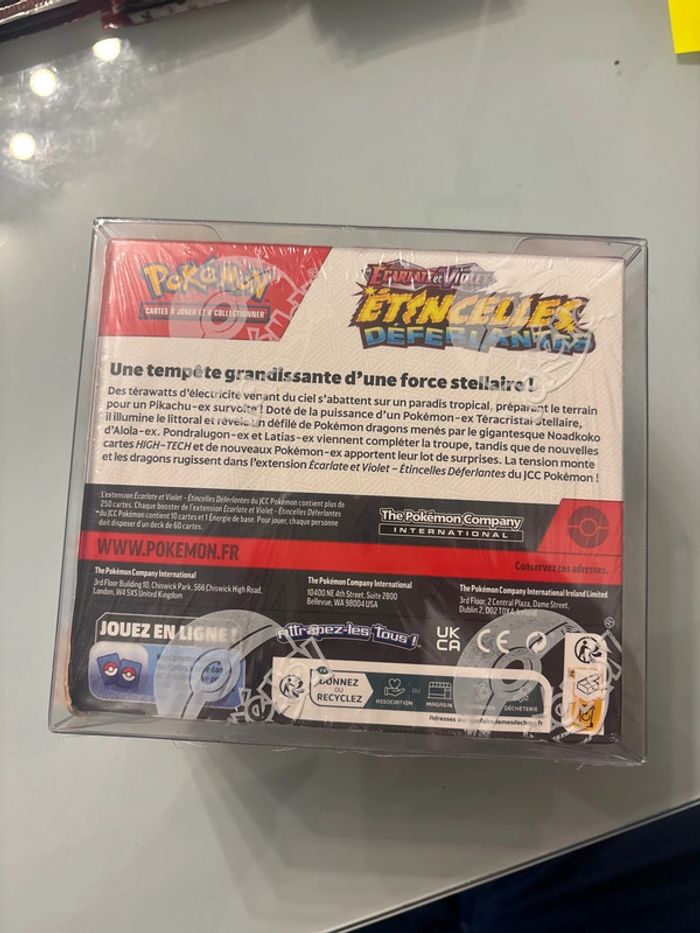 POKÉMON
CARTES À JOUER ET À COLLECTIONNER
ÉCARLATE et VIOLET
ÉTINCELLES
DÉFERLANTES
Une tempête grandissante d'une force stellaire !
Des térawatts d'électricité venant du ciel s'abattent sur un paradis tropical, préparant le terrain
pour un Pikachu-ex survolté ! Doté de la puissance d'un Pokémon-ex Téracristal Stellaire,
il illumine le littoral et révèle un défilé de Pokémon dragons menés par le gigantesque Noadkoko
d'Alola-ex. Pondralugon-ex et Latias-ex viennent compléter la troupe, tandis que de nouvelles
cartes HIGH-TECH et de nouveaux Pokémon-ex apportent leur lot de surprises. La tension monte
et les dragons rugissent dans l'extension Écarlate et Violet – Étincelles Déferlantes du JCC Pokémon !
L'extension Écarlate et Violet – Étincelles Déferlantes du JCC Pokémon contient plus de
250 cartes. Chaque booster de l'extension Écarlate et Violet – Étincelles Déferlantes
du JCC Pokémon contient 10 cartes et 1 Énergie de base. Pour jouer, chaque personne
doit disposer d'un deck de 60 cartes.
The Pokémon Company
INTERNATIONAL
WWW.POKEMON.FR
Conservez ces adresses.
The Pokémon Company International
3rd Floor Building 10, Chiswick Park, 566 Chiswick High Road,
London, W4 5XS United Kingdom
The Pokémon Company International
10400 NE 4th Street, Suite 2800
Bellevue, WA 98004 USA
The Pokémon Company International Ireland Limited
3rd Floor, 2 Central Plaza, Dame Street,
Dublin 2, D02 T0X4, Ireland
JOUEZ EN LIGNE !
Attrapez-les Tous !
UK
CA
CE
DONNEZ
OU
RECYCLEZ
ASSOCIATION
OU
MAGASIN
DÉCHÈTERIE
FR